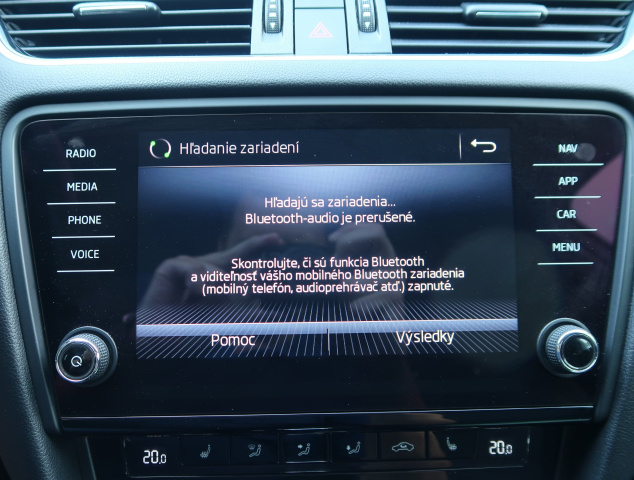 Hľadanie zariadení
RADIO
MEDIA
PHONE
VOICE
NAV
APP
CAR
MENU
Hľadajú sa zariadenia...
Bluetooth-audio je prerušené.
Skontrolujte, či sú funkcia Bluetooth
a viditeľnosť vášho mobilného Bluetooth zariadenia
(mobilný telefón, audioprehrávač atď.) zapnuté.
Pomoc
Výsledky
20.0
20.0